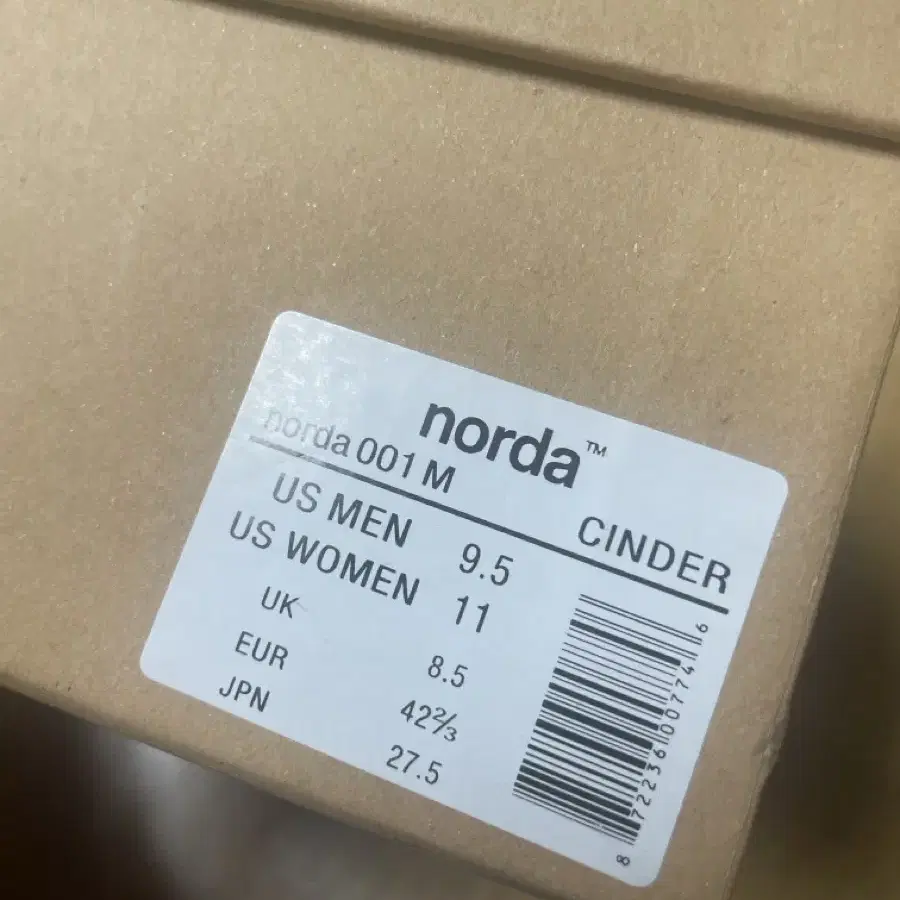 norda™
norda 001 M CINDER
US MEN 9.5
US WOMEN 11
UK 8.5
EUR 42⅔
JPN 27.5
8 72236 00774 6